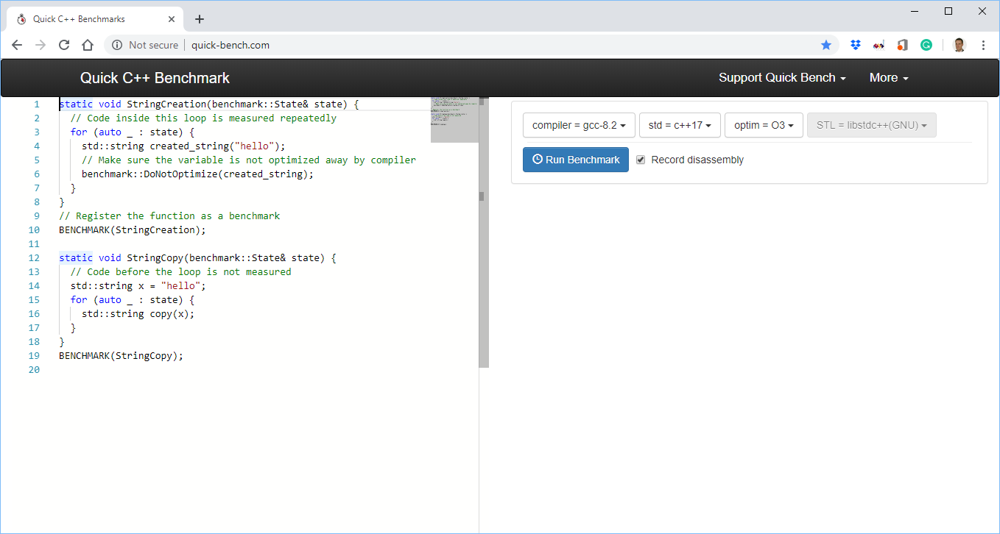 Quick C++ Benchmarks
Not secure quick-bench.com
Quick C++ Benchmark Support Quick Bench More
1 static void StringCreation(benchmark::State& state) {
2 // Code inside this loop is measured repeatedly
3 for (auto _ : state) {
4 std::string created_string("hello");
5 // Make sure the variable is not optimized away by compiler
6 benchmark::DoNotOptimize(created_string);
7 }
8 }
9 // Register the function as a benchmark
10 BENCHMARK(StringCreation);
11
12 static void StringCopy(benchmark::State& state) {
13 // Code before the loop is not measured
14 std::string x = "hello";
15 for (auto _ : state) {
16 std::string copy(x);
17 }
18 }
19 BENCHMARK(StringCopy);
20
compiler = gcc-8.2 std = c++17 optim = O3 STL = libstdc++(GNU)
Run Benchmark Record disassembly